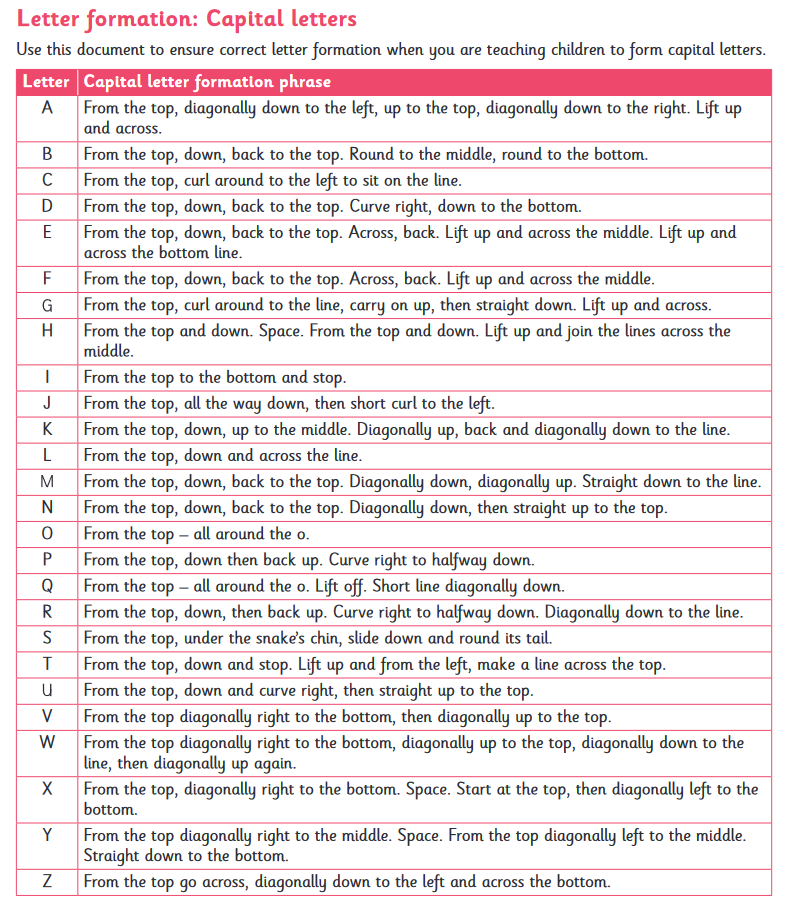 Letter formation: Capital letters
Use this document to ensure correct letter formation when you are teaching children to form capital letters.
Letter Capital letter formation phrase
A From the top, diagonally down to the left, up to the top, diagonally down to the right. Lift up
and across.
B From the top, down, back to the top. Round to the middle, round to the bottom.
C From the top, curl around to the left to sit on the line.
D From the top, down, back to the top. Curve right, down to the bottom.
E From the top, down, back to the top. Across, back. Lift up and across the middle. Lift up and
across the bottom line.
F From the top, down, back to the top. Across, back. Lift up and across the middle.
G From the top, curl around to the line, carry on up, then straight down. Lift up and across.
H From the top and down. Space. From the top and down. Lift up and join the lines across the
middle.
I From the top to the bottom and stop.
J From the top, all the way down, then short curl to the left.
K From the top, down, up to the middle. Diagonally up, back and diagonally down to the line.
L From the top, down and across the line.
M From the top, down, back to the top. Diagonally down, diagonally up. Straight down to the line.
N From the top, down, back to the top. Diagonally down, then straight up to the top.
O From the top – all around the o.
P From the top, down then back up. Curve right to halfway down.
Q From the top – all around the o. Lift off. Short line diagonally down.
R From the top, down, then back up. Curve right to halfway down. Diagonally down to the line.
S From the top, under the snake's chin, slide down and round its tail.
T From the top, down and stop. Lift up and from the left, make a line across the top.
U From the top, down and curve right, then straight up to the top.
V From the top diagonally right to the bottom, then diagonally up to the top.
W From the top diagonally right to the bottom, diagonally up to the top, diagonally down to the
line, then diagonally up again.
X From the top, diagonally right to the bottom. Space. Start at the top, then diagonally left to the
bottom.
Y From the top diagonally right to the middle. Space. From the top diagonally left to the middle.
Straight down to the bottom.
Z From the top go across, diagonally down to the left and across the bottom.